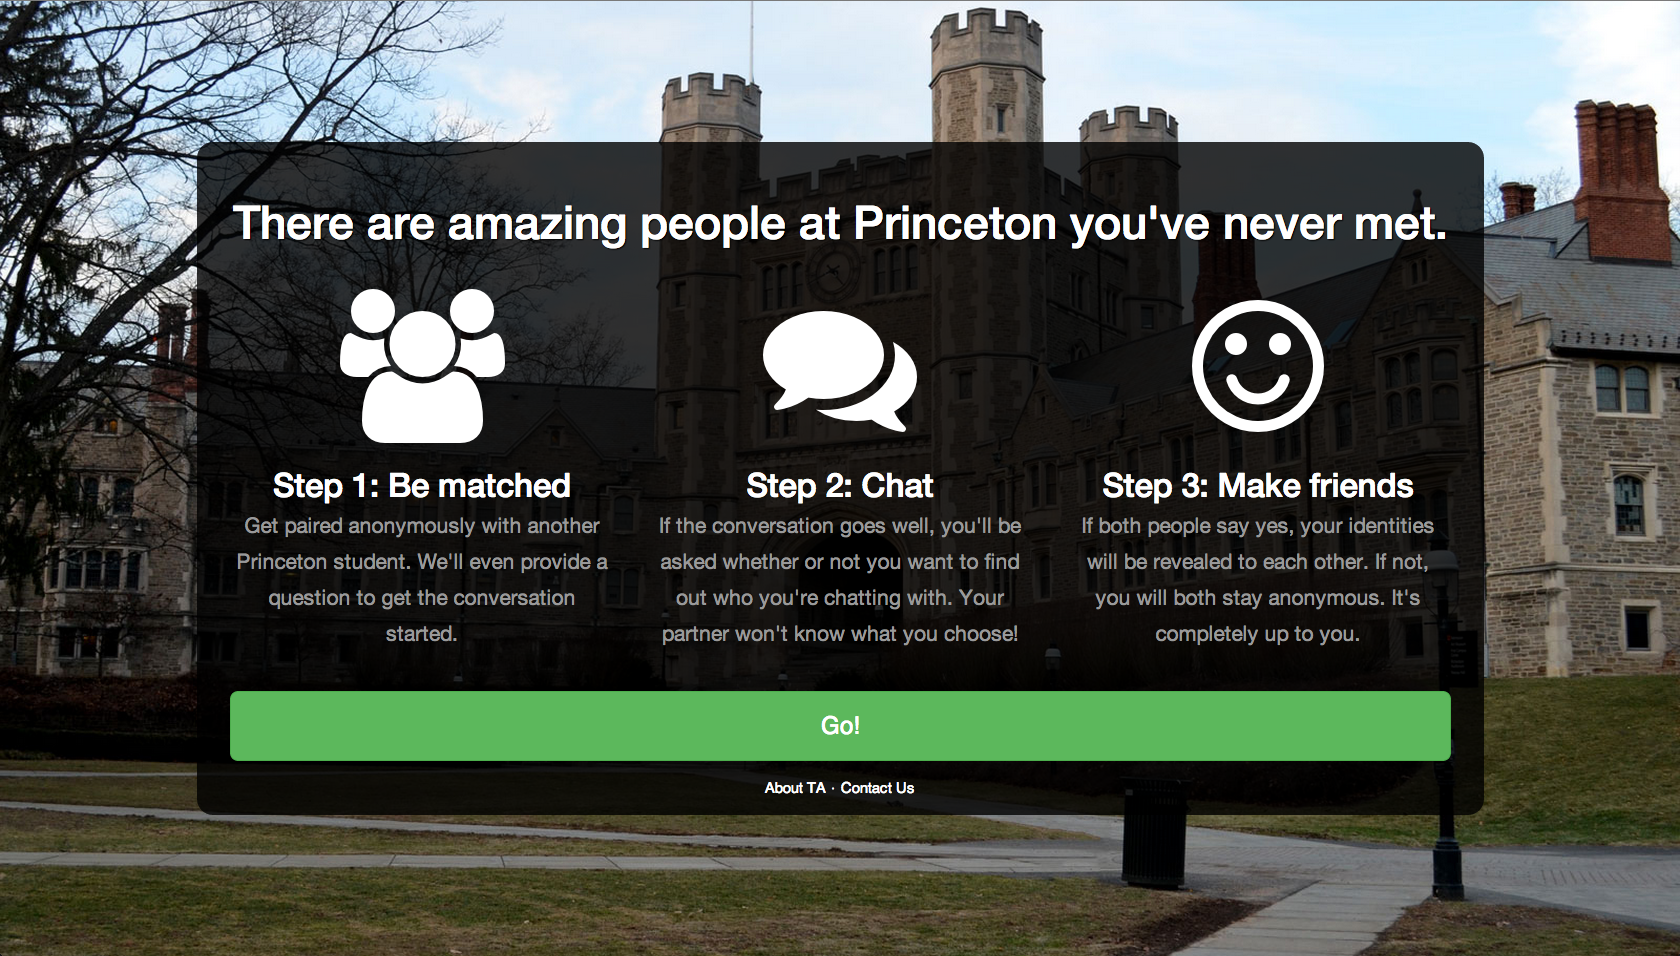 There are amazing people at Princeton you've never met.
Step 1: Be matched
Get paired anonymously with another
Princeton student. We'll even provide a
question to get the conversation
started.
Step 2: Chat
If the conversation goes well, you'll be
asked whether or not you want to find
out who you're chatting with. Your
partner won't know what you choose!
Step 3: Make friends
If both people say yes, your identities
will be revealed to each other. If not,
you will both stay anonymous. It's
completely up to you.
Go!
About TA · Contact Us